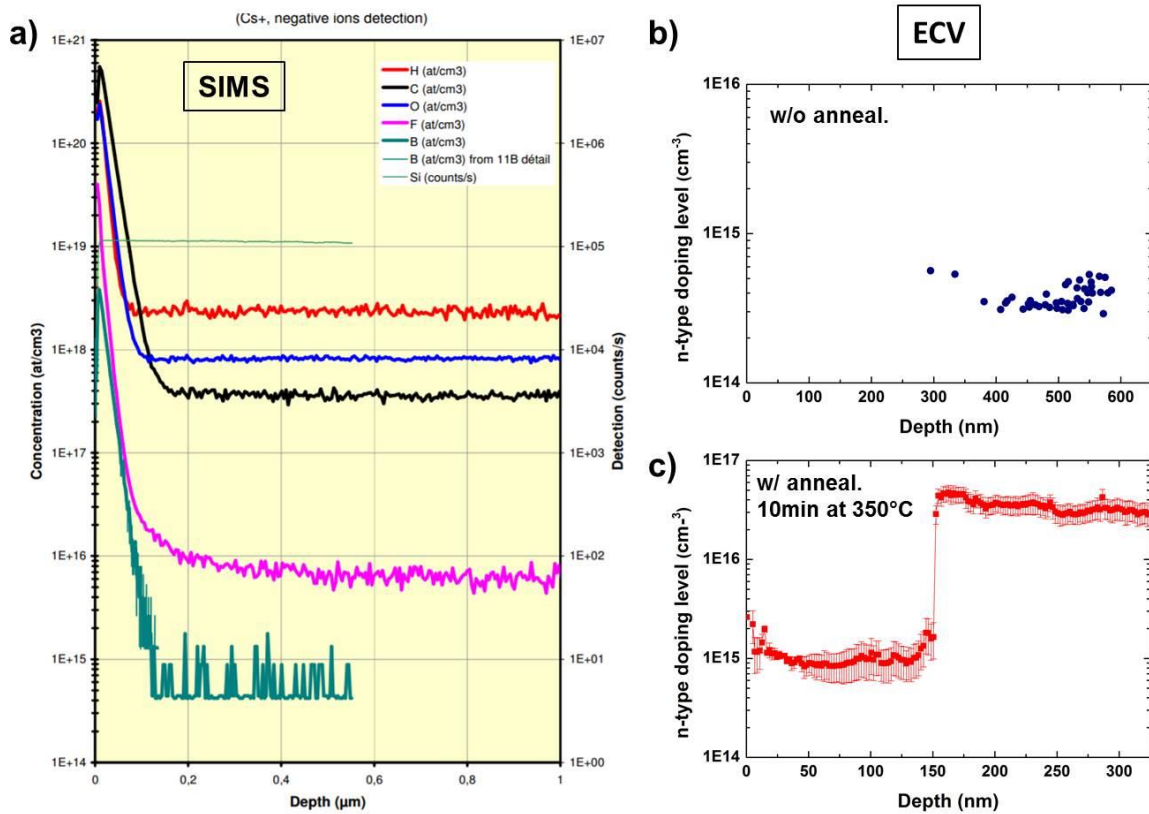 (Cs+, negative ions detection)
a)
SIMS
1E+21
1E+20
1E+19
1E+18
1E+17
1E+16
1E+15
1E+14
Concentration (at/cm3)
0
0,2
0,4
0,6
0,8
1
Depth (µm)
1E+07
1E+06
1E+05
1E+04
1E+03
1E+02
1E+01
1E+00
Detection (counts/s)
H (at/cm3)
C (at/cm3)
O (at/cm3)
F (at/cm3)
B (at/cm3)
B (at/cm3) from 11B détail
Si (counts/s)
b)
ECV
1E16
1E15
1E14
n-type doping level (cm-3)
w/o anneal.
0 100 200 300 400 500 600
Depth (nm)
c)
1E17
1E16
1E15
1E14
n-type doping level (cm-3)
w/ anneal.
10min at 350°C
0 50 100 150 200 250 300
Depth (nm)